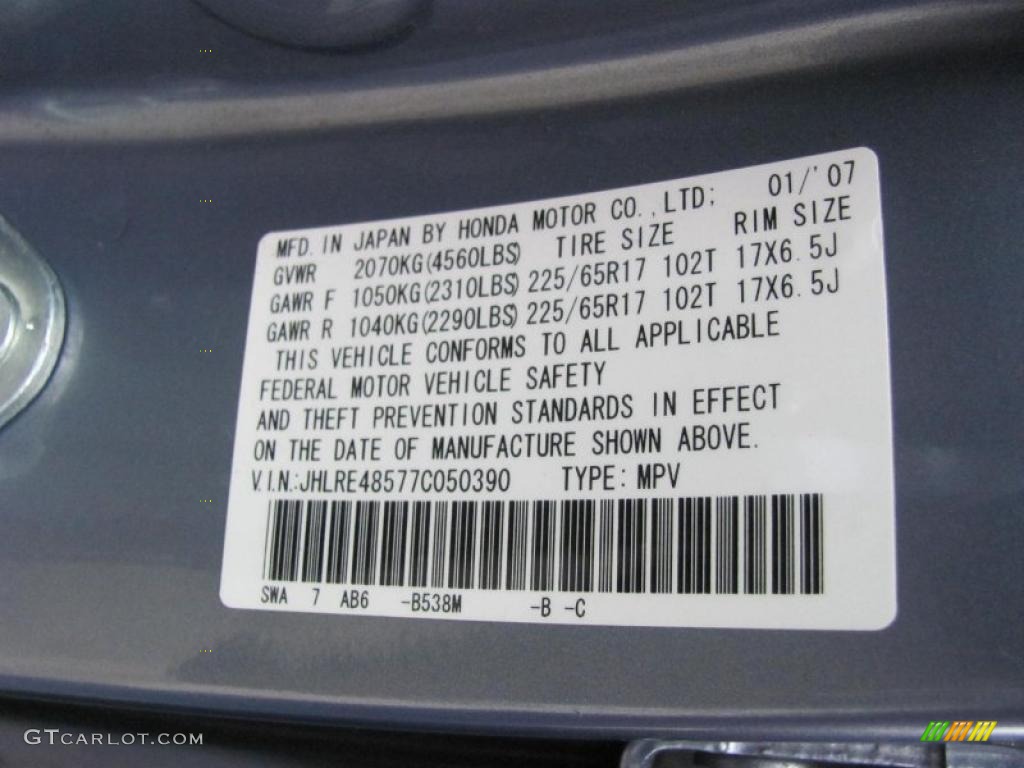 MFD. IN JAPAN BY HONDA MOTOR CO.,LTD; 01/'07
GVWR 2070KG(4560LBS) TIRE SIZE RIM SIZE
GAWR F 1050KG(2310LBS) 225/65R17 102T 17X6.5J
GAWR R 1040KG(2290LBS) 225/65R17 102T 17X6.5J
THIS VEHICLE CONFORMS TO ALL APPLICABLE
FEDERAL MOTOR VEHICLE SAFETY
AND THEFT PREVENTION STANDARDS IN EFFECT
ON THE DATE OF MANUFACTURE SHOWN ABOVE.
V.I.N.:JHLRE48577C050390 TYPE: MPV
SWA 7 AB6 -B538M -B -C
GTCARLOT.COM